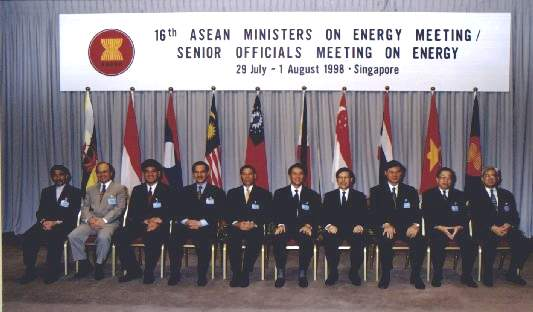 16th ASEAN MINISTERS ON ENERGY MEETING/
SENIOR OFFICIALS MEETING ON ENERGY
29 July - 1 August 1998 · Singapore